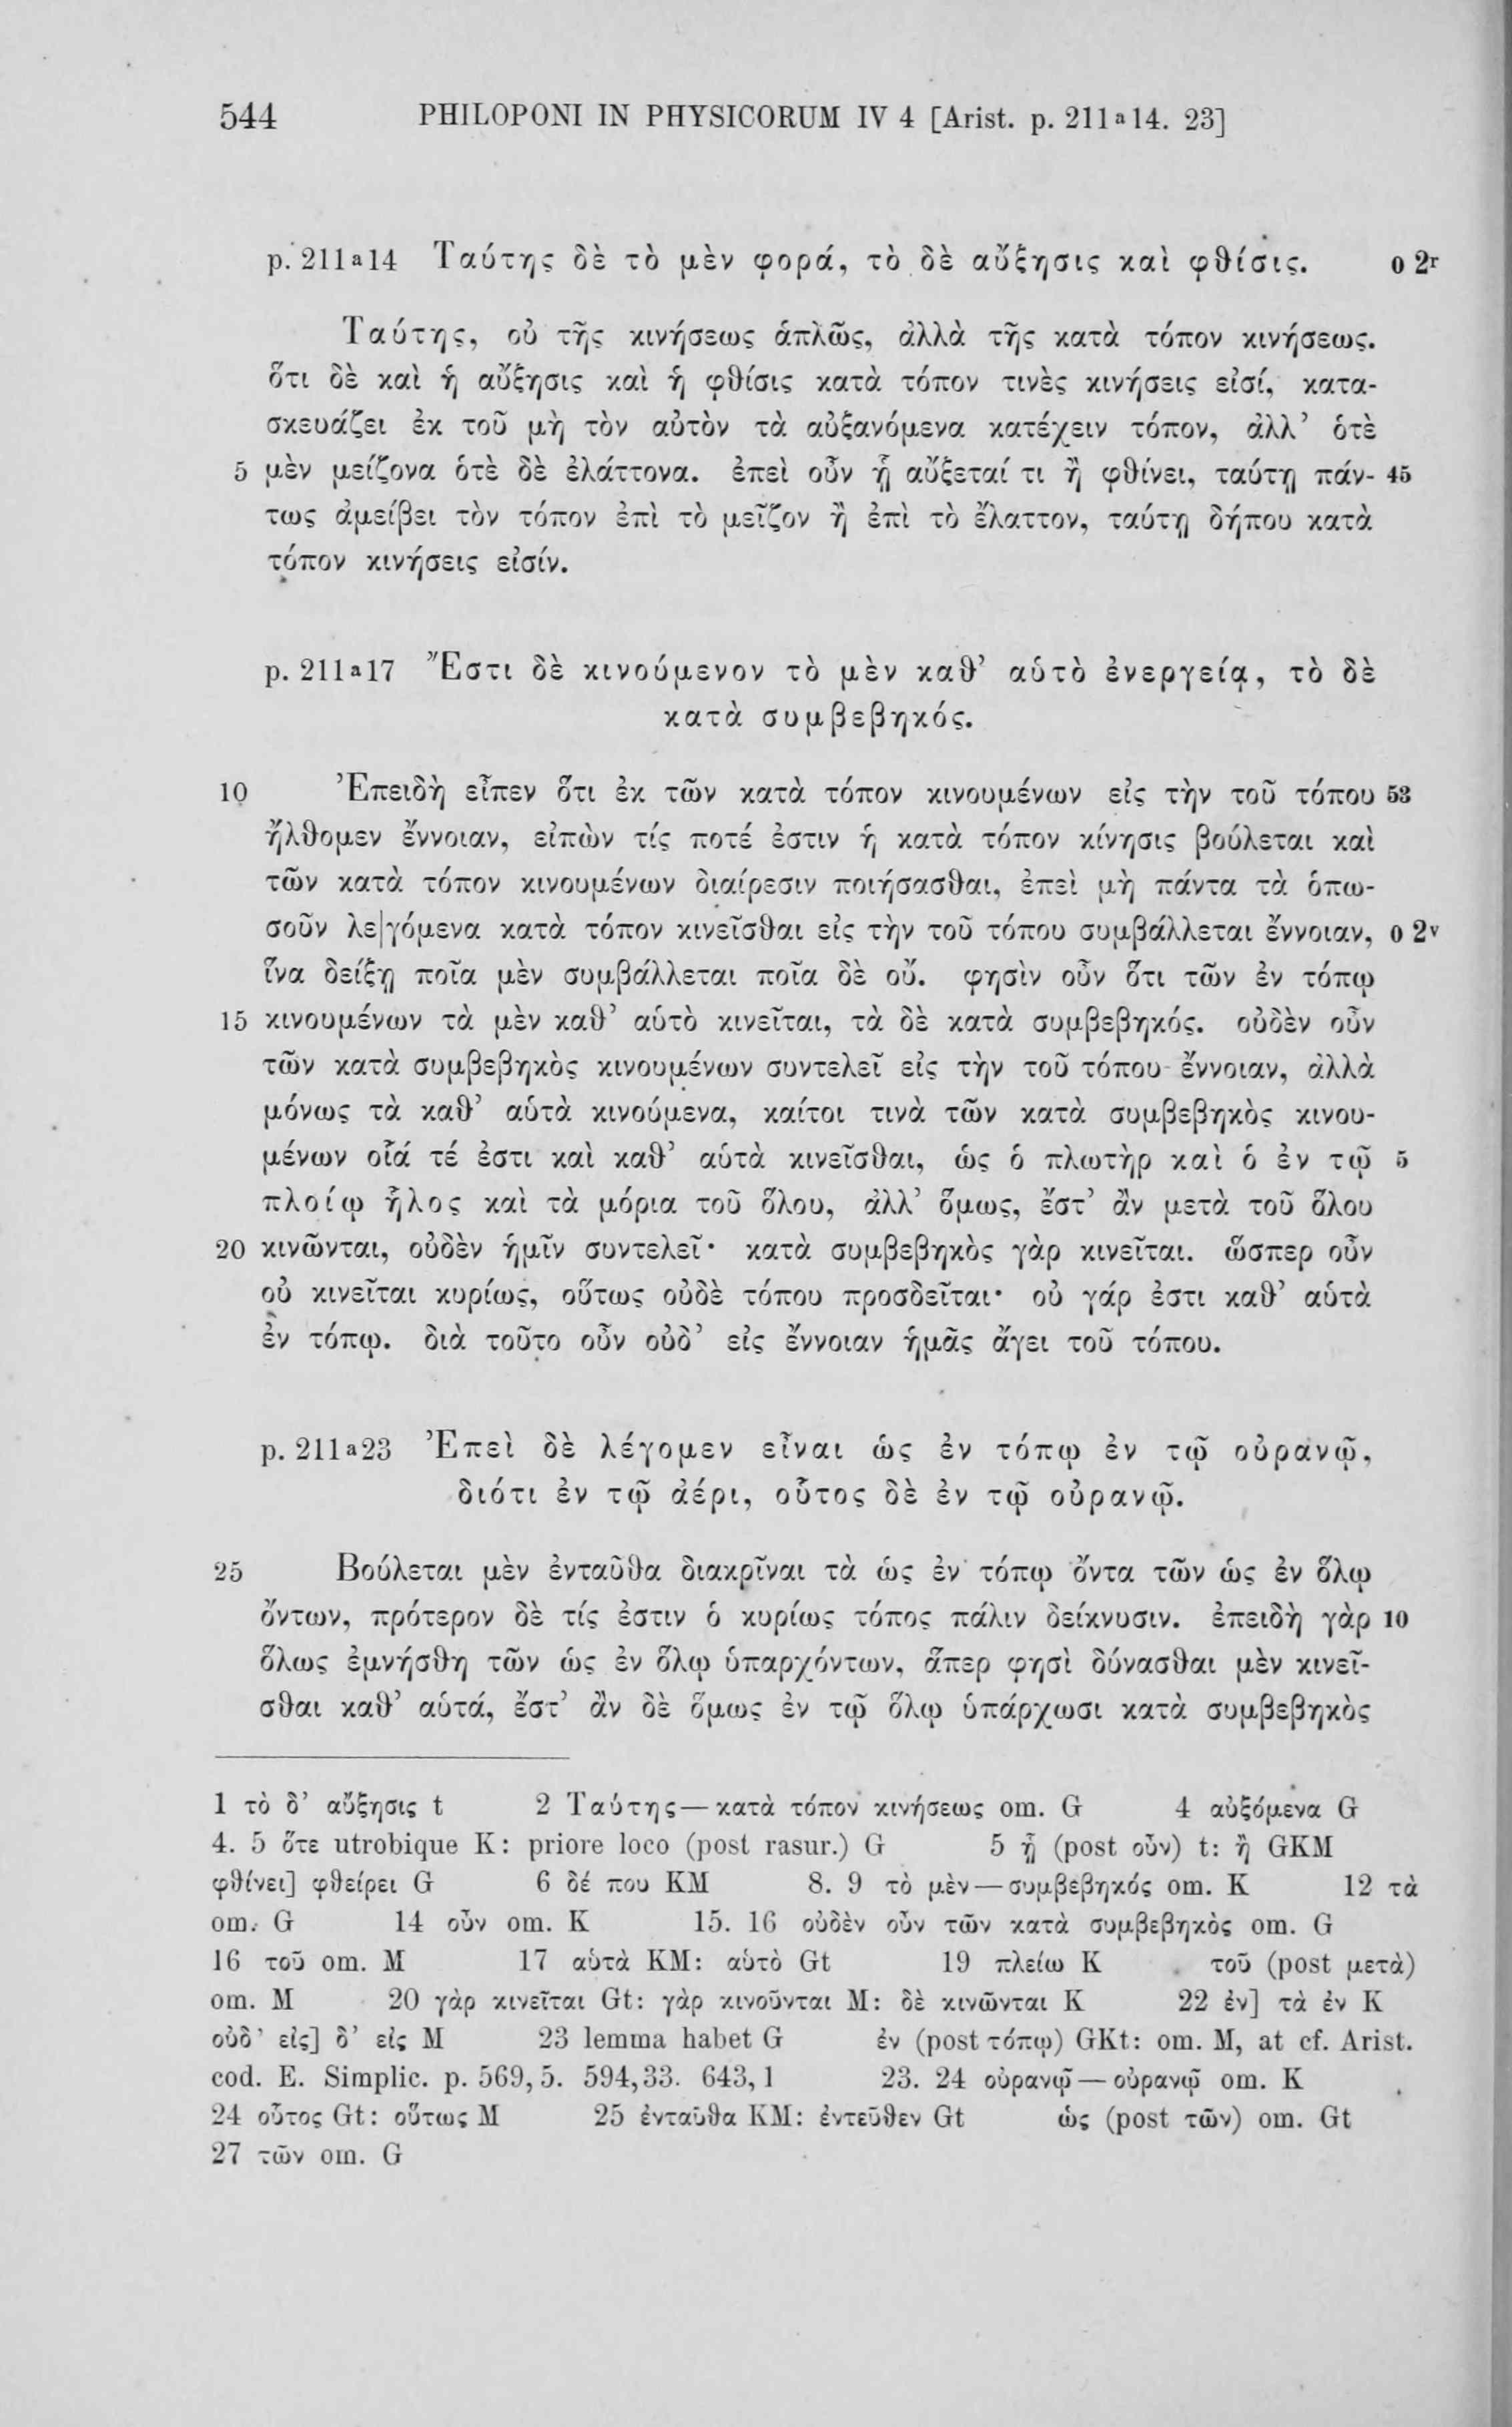 544 PHILOPONI IN PHYSICORUM IV 4 [Arist. p. 211ᵃ14. 23]
p. 211ᵃ14 Ταύτης δὲ τὸ μὲν φορά, τὸ δὲ αὔξησις καὶ φθίσις. o 2ʳ
Ταύτης, οὐ τῆς κινήσεως ἁπλῶς, ἀλλὰ τῆς κατὰ τόπον κινήσεως.
ὅτι δὲ καὶ ἡ αὔξησις καὶ ἡ φθίσις κατὰ τόπον τινὲς κινήσεις εἰσί, κατα-
σκευάζει ἐκ τοῦ μὴ τὸν αὐτὸν τὰ αὐξανόμενα κατέχειν τόπον, ἀλλ’ ὁτὲ
5 μὲν μείζονα ὁτὲ δὲ ἐλάττονα. ἐπεὶ οὖν ᾗ αὔξεταί τι ἢ φθίνει, ταύτῃ πάν- 45
τως ἀμείβει τὸν τόπον ἐπὶ τὸ μεῖζον ἢ ἐπὶ τὸ ἔλαττον, ταύτῃ δήπου κατὰ
τόπον κινήσεις εἰσίν.
p. 211ᵃ17 Ἔστι δὲ κινούμενον τὸ μὲν καθ’ αὑτὸ ἐνεργείᾳ, τὸ δὲ
κατὰ συμβεβηκός.
10 Ἐπειδὴ εἶπεν ὅτι ἐκ τῶν κατὰ τόπον κινουμένων εἰς τὴν τοῦ τόπου 53
ἤλθομεν ἔννοιαν, εἰπὼν τίς ποτέ ἐστιν ἡ κατὰ τόπον κίνησις βούλεται καὶ
τῶν κατὰ τόπον κινουμένων διαίρεσιν ποιήσασθαι, ἐπεὶ μὴ πάντα τὰ ὁπω-
σοῦν λε|γόμενα κατὰ τόπον κινεῖσθαι εἰς τὴν τοῦ τόπου συμβάλλεται ἔννοιαν, o 2ᵛ
ἵνα δείξῃ ποῖα μὲν συμβάλλεται ποῖα δὲ οὔ. φησὶν οὖν ὅτι τῶν ἐν τόπῳ
15 κινουμένων τὰ μὲν καθ’ αὑτὸ κινεῖται, τὰ δὲ κατὰ συμβεβηκός. οὐδὲν οὖν
τῶν κατὰ συμβεβηκὸς κινουμένων συντελεῖ εἰς τὴν τοῦ τόπου ἔννοιαν, ἀλλὰ
μόνως τὰ καθ’ αὑτὰ κινούμενα, καίτοι τινὰ τῶν κατὰ συμβεβηκὸς κινου-
μένων οἷά τέ ἐστι καὶ καθ’ αὑτὰ κινεῖσθαι, ὡς ὁ πλωτὴρ καὶ ὁ ἐν τῷ 5
πλοίῳ ἧλος καὶ τὰ μόρια τοῦ ὅλου, ἀλλ’ ὅμως, ἔστ’ ἂν μετὰ τοῦ ὅλου
20 κινῶνται, οὐδὲν ἡμῖν συντελεῖ· κατὰ συμβεβηκὸς γὰρ κινεῖται. ὥσπερ οὖν
οὐ κινεῖται κυρίως, οὕτως οὐδὲ τόπου προσδεῖται· οὐ γάρ ἐστι καθ’ αὑτὰ
ἐν τόπῳ. διὰ τοῦτο οὖν οὐδ’ εἰς ἔννοιαν ἡμᾶς ἄγει τοῦ τόπου.
p. 211ᵃ23 Ἐπεὶ δὲ λέγομεν εἶναι ὡς ἐν τόπῳ ἐν τῷ οὐρανῷ,
διότι ἐν τῷ ἀέρι, οὗτος δὲ ἐν τῷ οὐρανῷ.
25 Βούλεται μὲν ἐνταῦθα διακρῖναι τὰ ὡς ἐν τόπῳ ὄντα τῶν ὡς ἐν ὅλῳ
ὄντων, πρότερον δὲ τίς ἐστιν ὁ κυρίως τόπος πάλιν δείκνυσιν. ἐπειδὴ γὰρ 10
ὅλως ἐμνήσθη τῶν ὡς ἐν ὅλῳ ὑπαρχόντων, ἅπερ φησὶ δύνασθαι μὲν κινεῖ-
σθαι καθ’ αὑτά, ἔστ’ ἂν δὲ ὅμως ἐν τῷ ὅλῳ ὑπάρχωσι κατὰ συμβεβηκὸς
1 τὸ δ’ αὔξησις t 2 Ταύτης — κατὰ τόπον κινήσεως om. G 4 αὐξόμενα G
4. 5 ὅτε utrobique K: priore loco (post rasur.) G 5 ᾗ (post οὖν) t: ἢ GKM
φθίνει] φθείρει G 6 δέ που KM 8. 9 τὸ μὲν — συμβεβηκός om. K 12 τὰ
om. G 14 οὖν om. K 15. 16 οὐδὲν οὖν τῶν κατὰ συμβεβηκὸς om. G
16 τοῦ om. M 17 αὑτὰ KM: αὑτὸ Gt 19 πλείω K τοῦ (post μετὰ)
om. M 20 γὰρ κινεῖται Gt: γὰρ κινοῦνται M: δὲ κινῶνται K 22 ἐν] τὰ ἐν K
οὐδ’ εἰς] δ’ εἰς M 23 lemma habet G ἐν (post τόπῳ) GKt: om. M, at cf. Arist.
cod. E. Simplic. p. 569,5. 594,33. 643,1 23. 24 οὐρανῷ — οὐρανῷ om. K
24 οὗτος Gt: οὕτως M 25 ἐνταῦθα KM: ἐντεῦθεν Gt ὡς (post τῶν) om. Gt
27 τῶν om. G